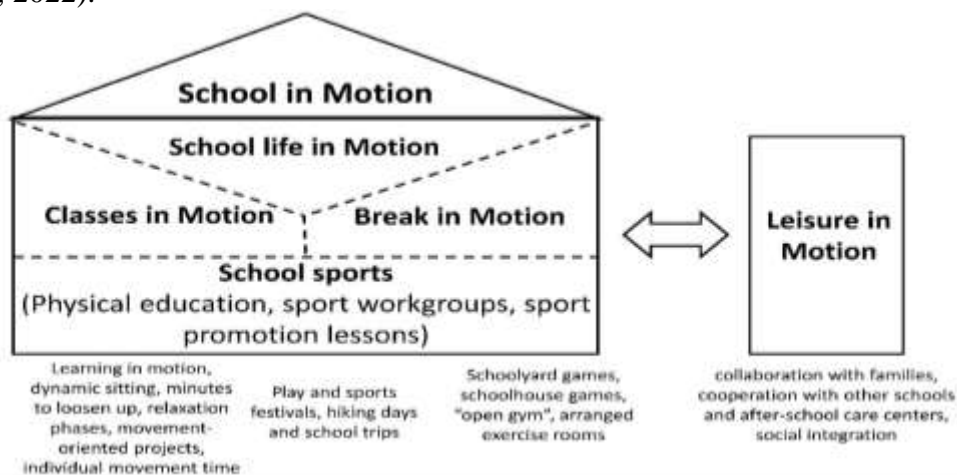 , 2022).
School in Motion
School life in Motion
Classes in Motion
Break in Motion
School sports
(Physical education, sport workgroups, sport
promotion lessons)
Leisure in
Motion
Learning in motion,
dynamic sitting, minutes
to loosen up, relaxation
phases, movement-
oriented projects,
individual movement time
Play and sports
festivals, hiking days
and school trips
Schoolyard games,
schoolhouse games,
"open gym", arranged
exercise rooms
collaboration with families,
cooperation with other schools
and after-school care centers,
social integration